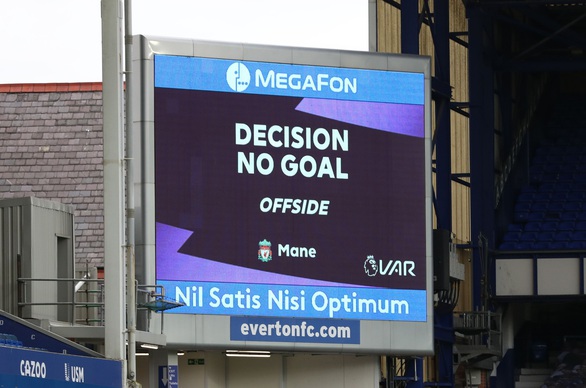 MEGAFON
DECISION
NO GOAL
OFFSIDE
Mane
VAR
Nil Satis Nisi Optimum
evertonfc.com
CAZOO
USM